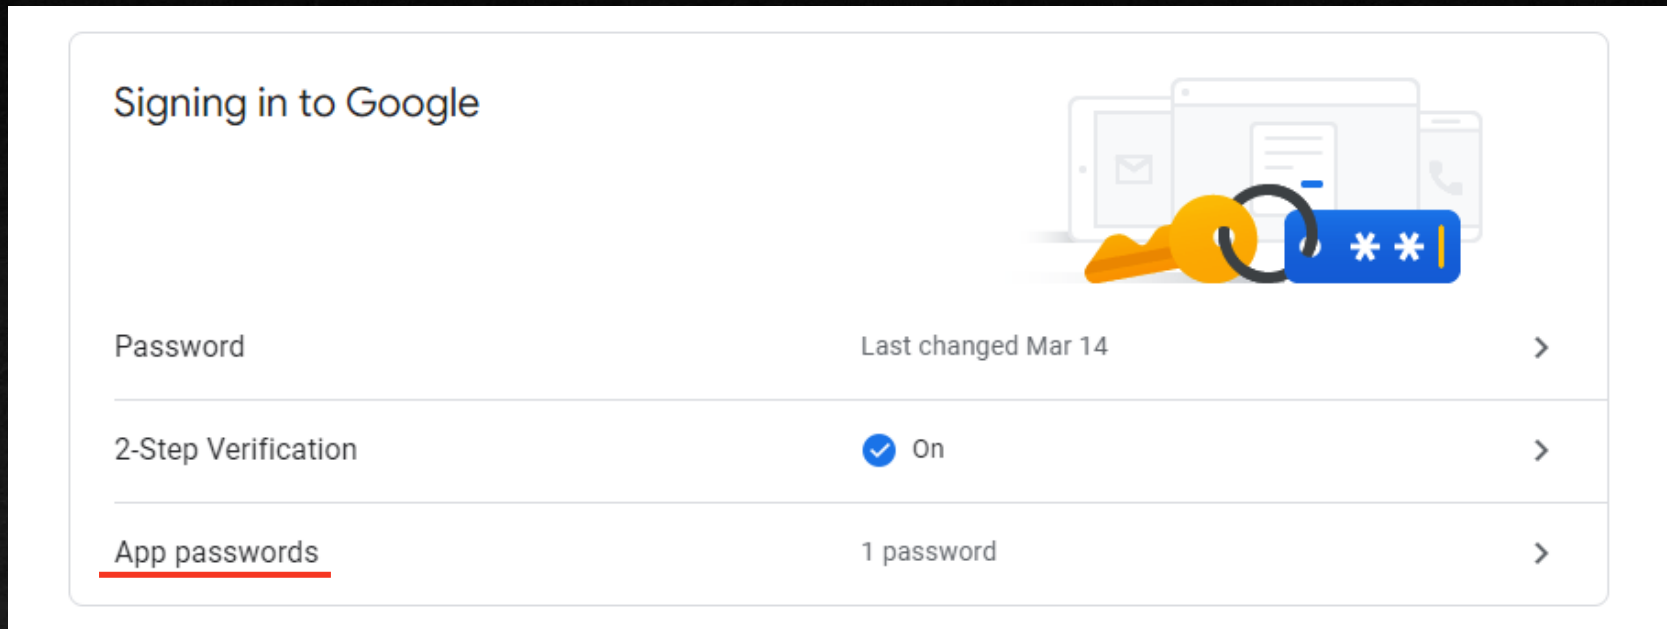 Signing in to Google
* *
Password Last changed Mar 14
2-Step Verification On
App passwords 1 password